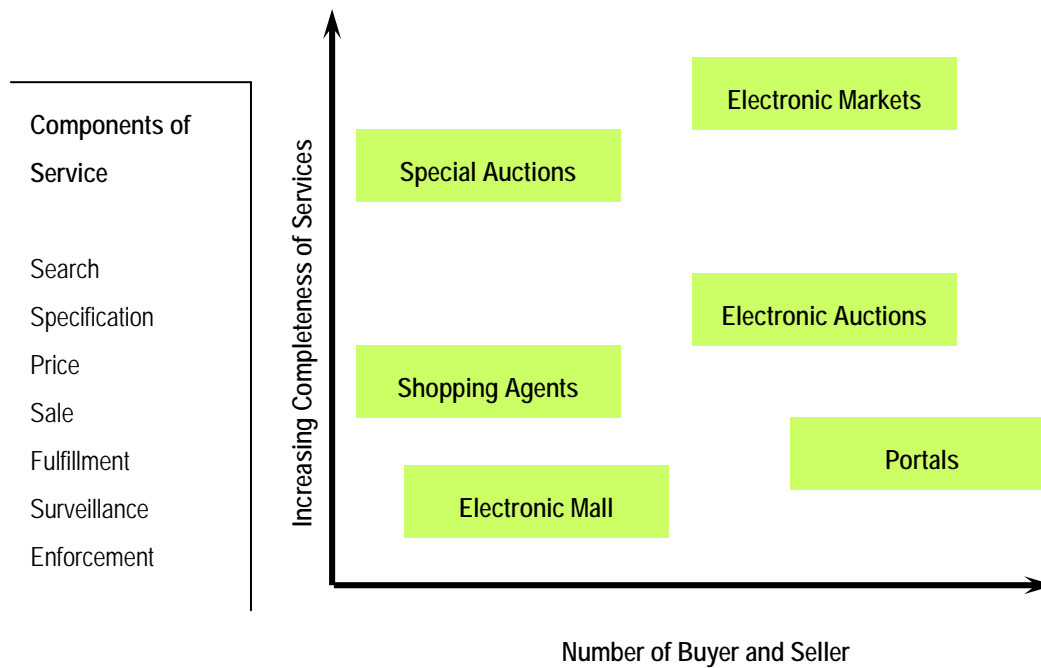 Components of
Service
Search
Specification
Price
Sale
Fulfillment
Surveillance
Enforcement
Increasing Completeness of Services
Electronic Markets
Special Auctions
Electronic Auctions
Shopping Agents
Portals
Electronic Mall
Number of Buyer and Seller